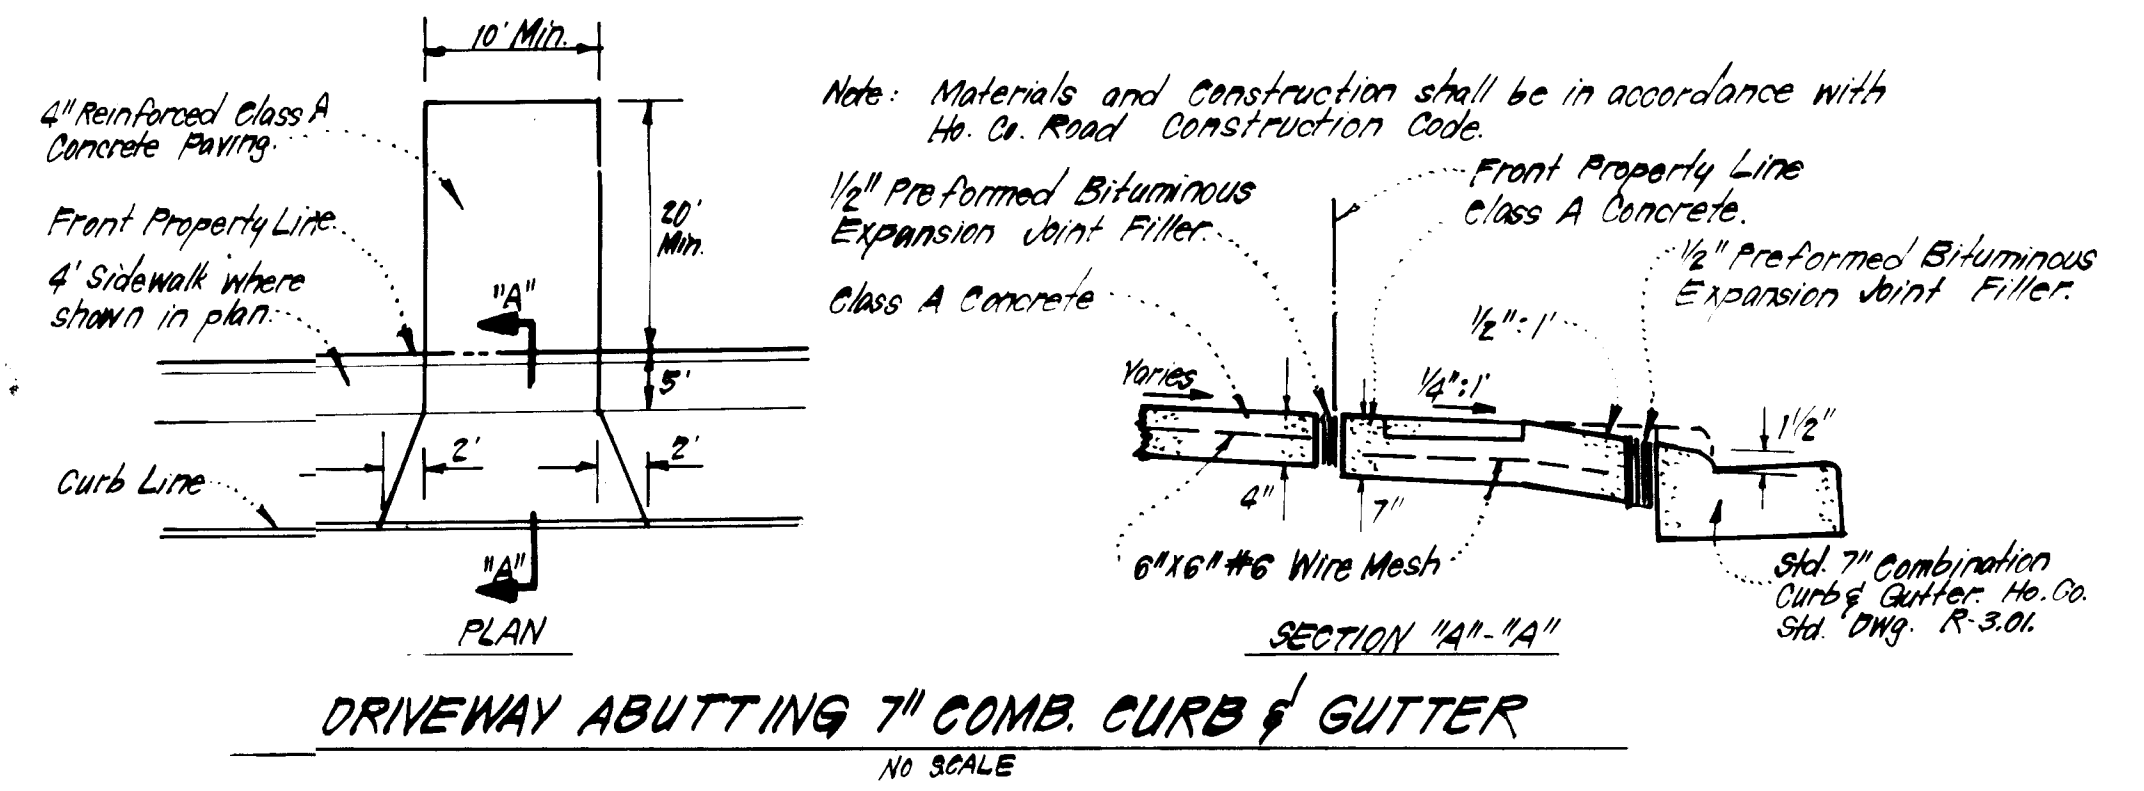 10' Min.
4" Reinforced Class A
Concrete Paving.
Front Property Line
4' Sidewalk where
shown in plan.
20'
Min.
"A"
5'
2'
2'
Curb Line
"A"
PLAN
Note: Materials and Construction shall be in accordance with
Ho. Co. Road Construction Code.
1/2" Preformed Bituminous
Expansion Joint Filler.
Class A Concrete
Front Property Line
Class A Concrete.
1/2" Preformed Bituminous
Expansion Joint Filler.
1/2":1'
Varies
1/4":1'
1 1/2"
4"
7"
6"x6" #6 Wire Mesh
Std. 7" Combination
Curb & Gutter. Ho. Co.
Std. Dwg. R-3.01.
SECTION "A"-"A"
DRIVEWAY ABUTTING 7" COMB. CURB & GUTTER
NO SCALE